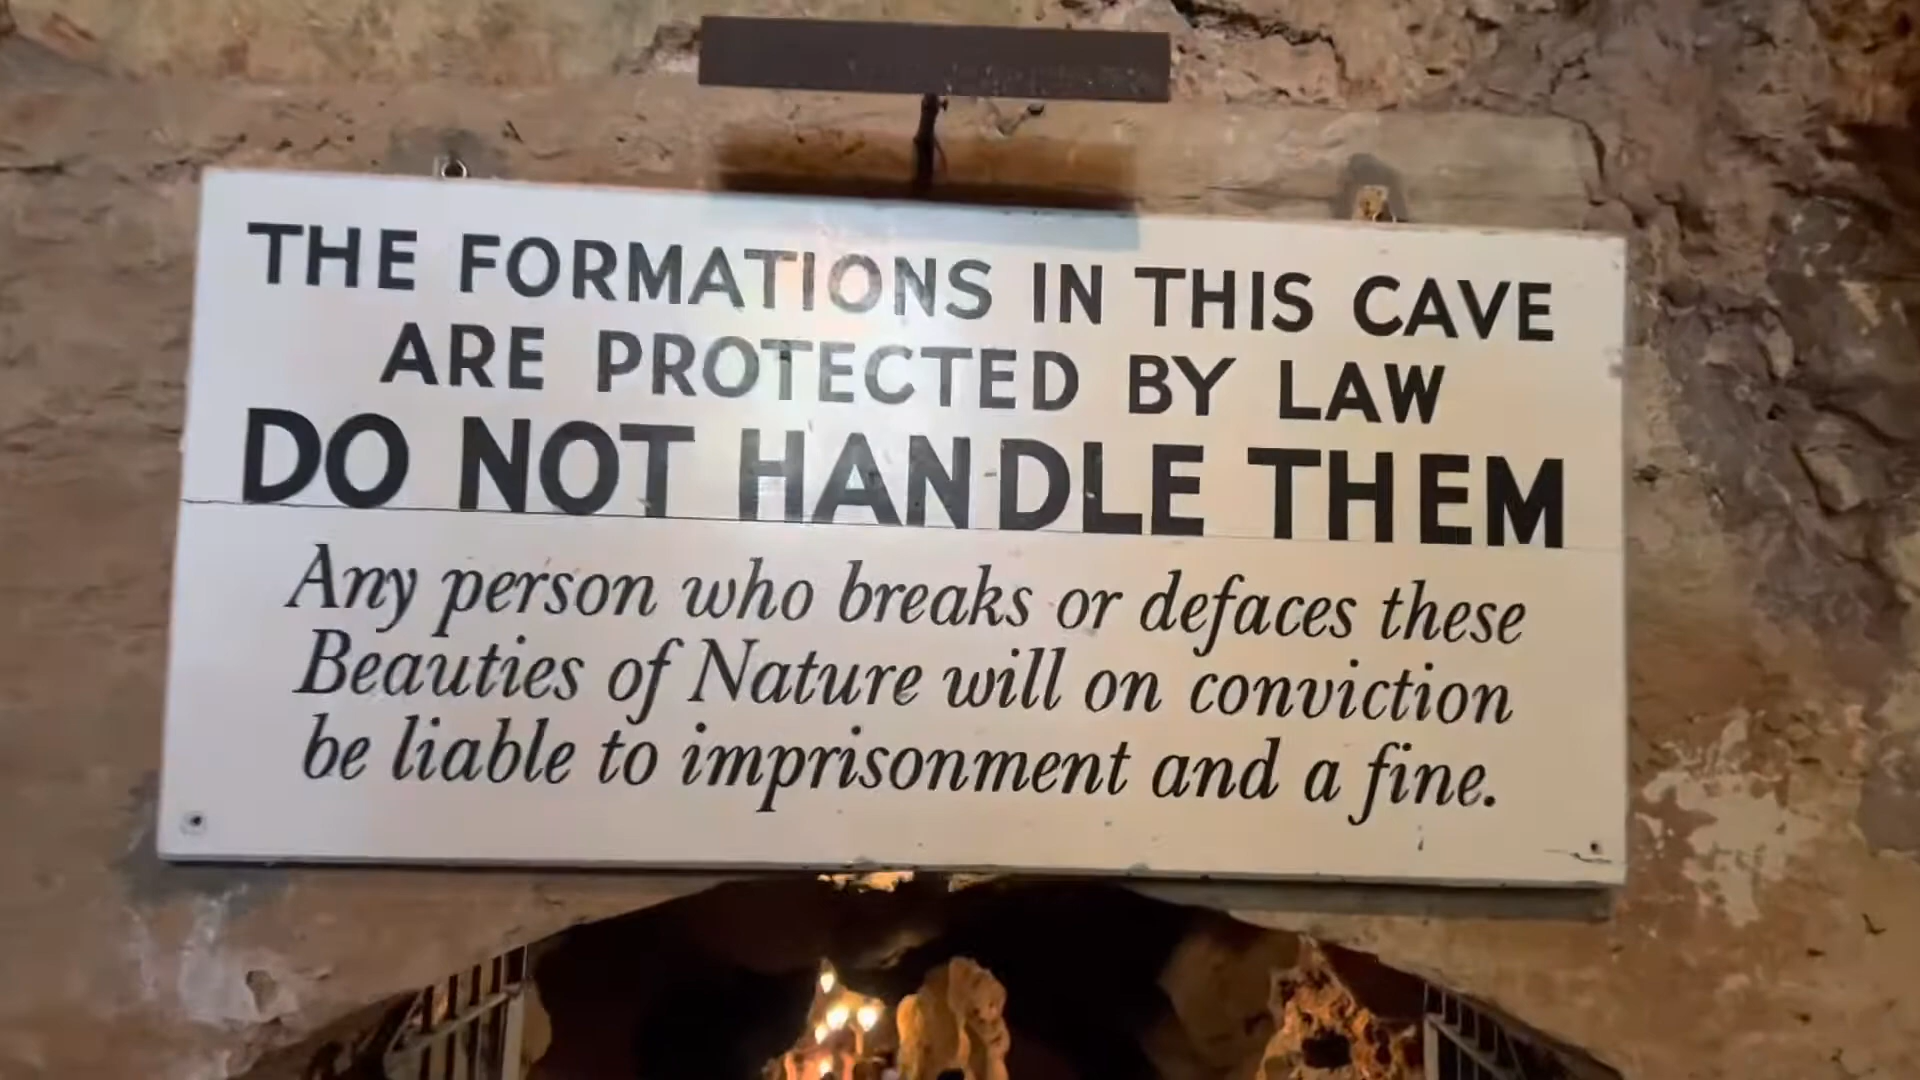 THE FORMATIONS IN THIS CAVE
ARE PROTECTED BY LAW
DO NOT HANDLE THEM
Any person who breaks or defaces these
Beauties of Nature will on conviction
be liable to imprisonment and a fine.